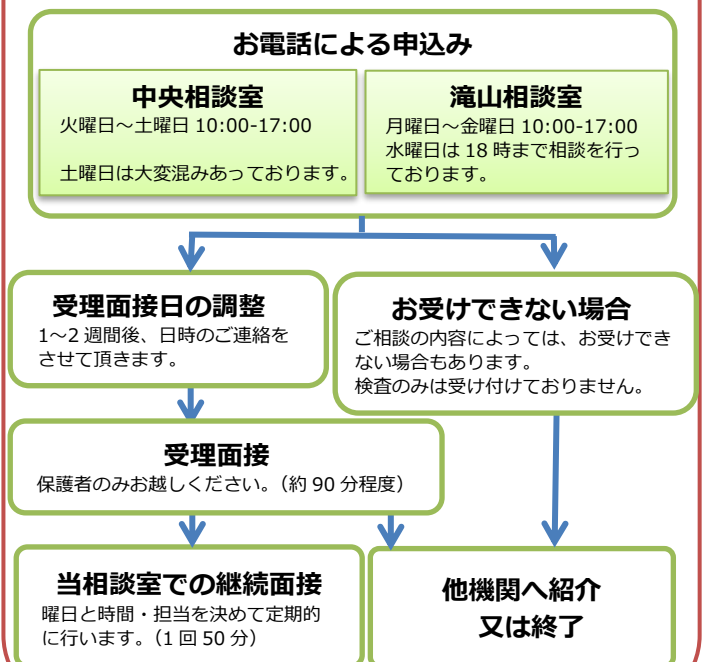 お電話による申込み
中央相談室
火曜日～土曜日 10:00-17:00
土曜日は大変混みあっております。
滝山相談室
月曜日～金曜日 10:00-17:00
水曜日は 18 時まで相談を行っ
ております。
受理面接日の調整
1～2 週間後、日時のご連絡を
させて頂きます。
お受けできない場合
ご相談の内容によっては、お受けでき
ない場合もあります。
検査のみは受け付けておりません。
受理面接
保護者のみお越しください。（約 90 分程度）
当相談室での継続面接
曜日と時間・担当を決めて定期的
に行います。（1 回 50 分）
他機関へ紹介
又は終了